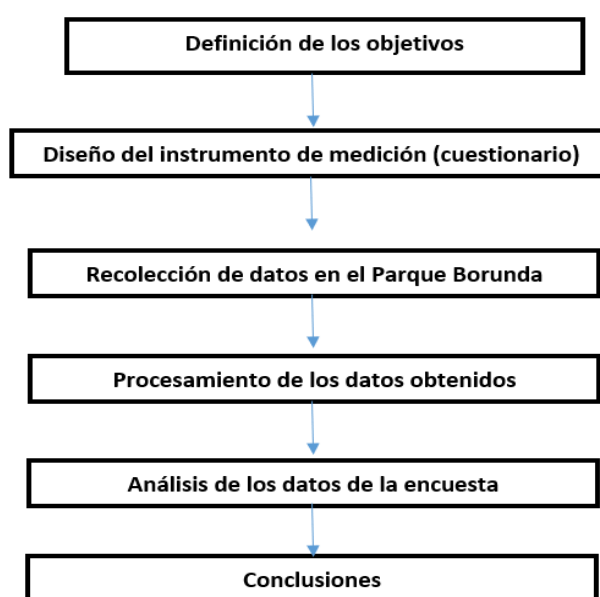 Definición de los objetivos
Diseño del instrumento de medición (cuestionario)
Recolección de datos en el Parque Borunda
Procesamiento de los datos obtenidos
Análisis de los datos de la encuesta
Conclusiones